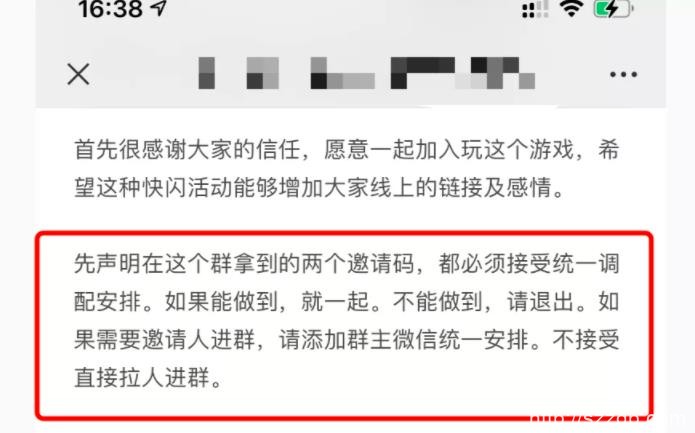 16:38
首先很感谢大家的信任，愿意一起加入玩这个游戏，希
望这种快闪活动能够增加大家线上的链接及感情。
先声明在这个群拿到的两个邀请码，都必须接受统一调
配安排。如果能做到，就一起。不能做到，请退出。如
果需要邀请人进群，请添加群主微信统一安排。不接受
直接拉人进群。